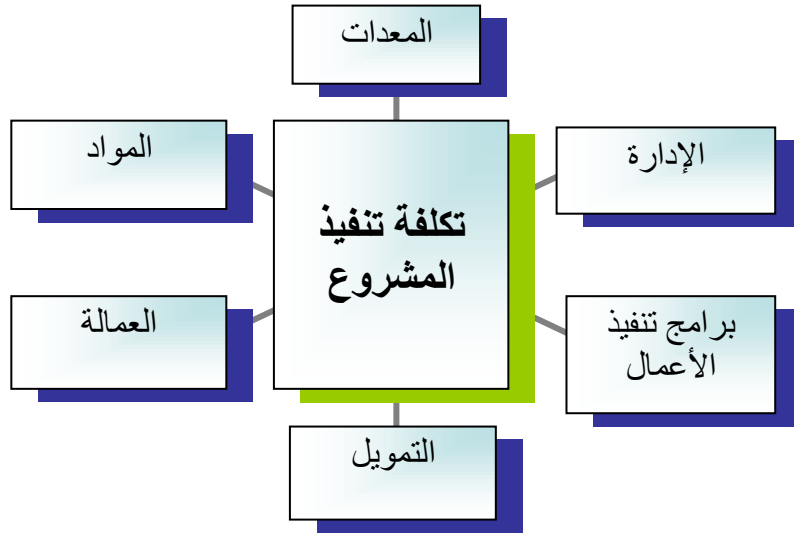 المعدات
الإدارة
المواد
تكلفة تنفيذ
المشروع
برامج تنفيذ
الأعمال
العمالة
التمويل